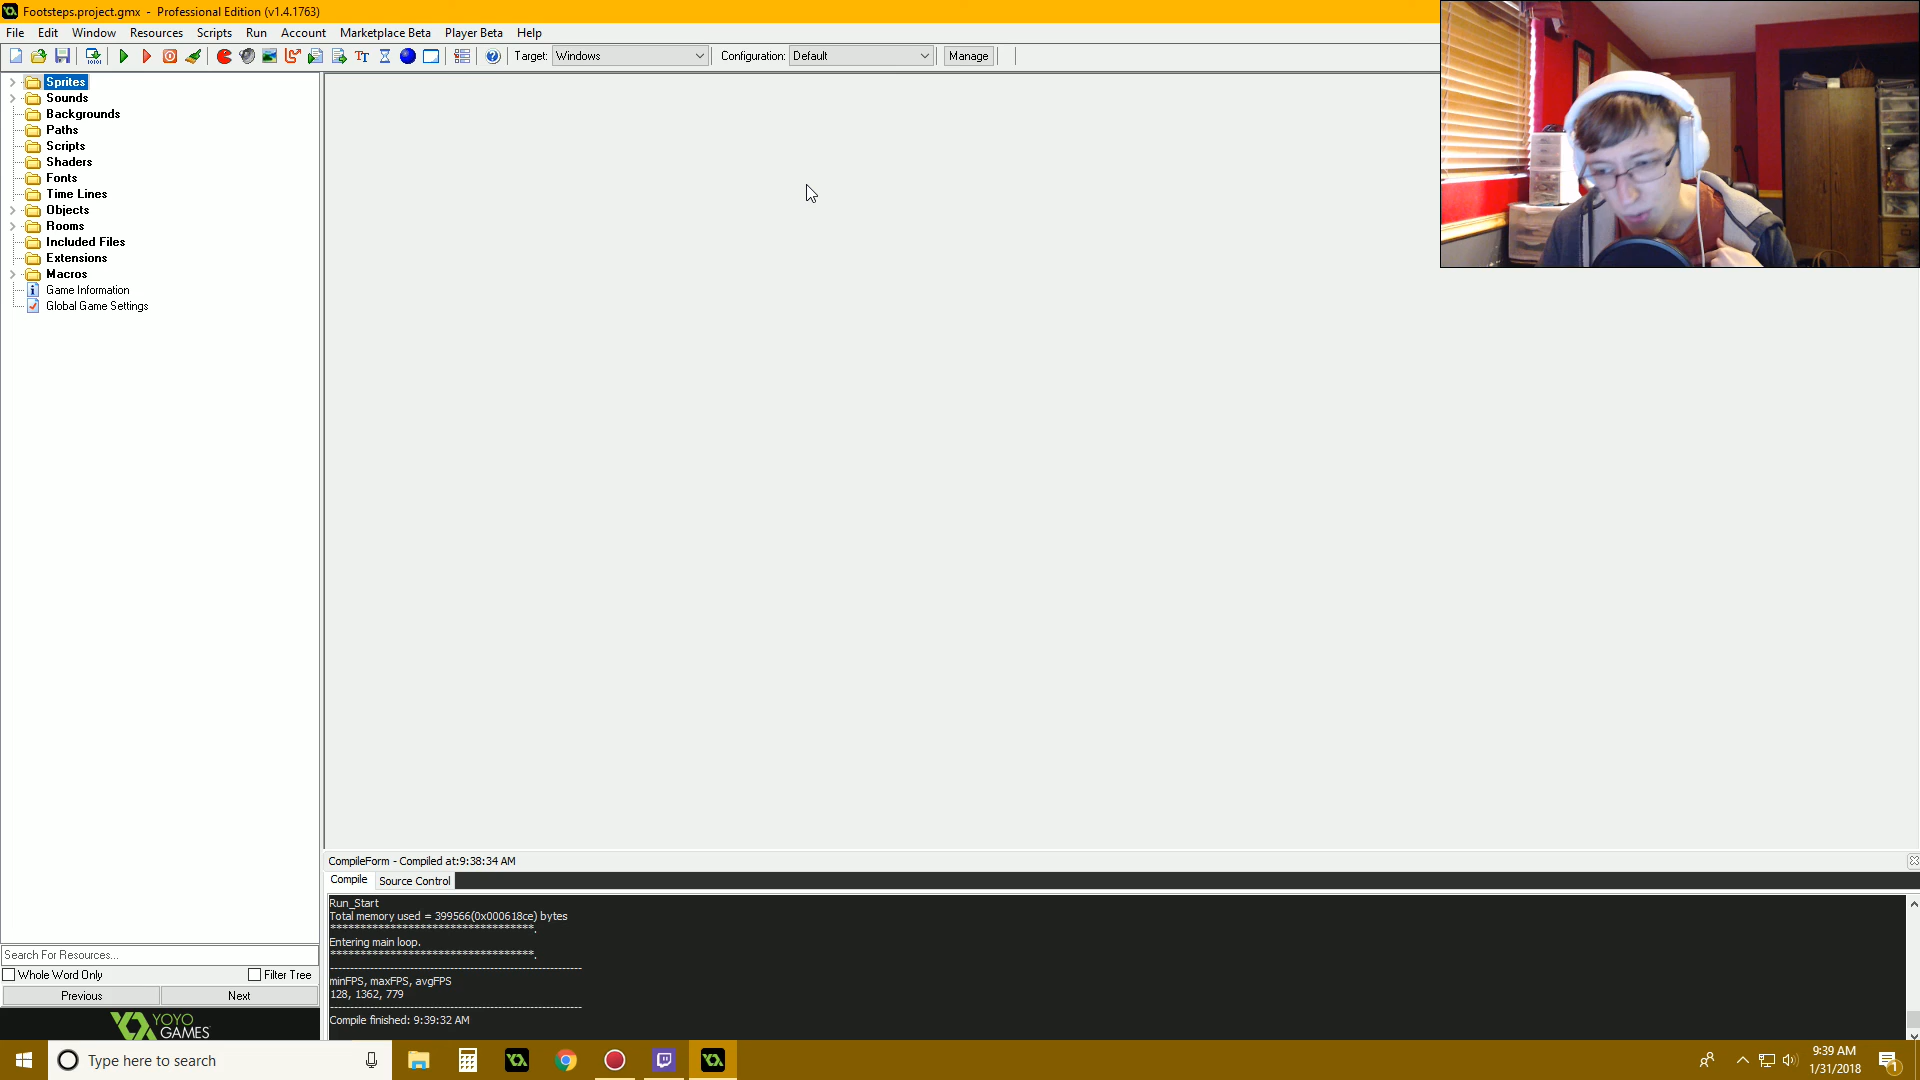 Footsteps.project.gmx - Professional Edition (v1.4.1763)
File Edit Window Resources Scripts Run Account Marketplace Beta Player Beta Help
Target: Windows Configuration: Default Manage
Sprites
Sounds
Backgrounds
Paths
Scripts
Shaders
Fonts
Time Lines
Objects
Rooms
Included Files
Extensions
Macros
Game Information
Global Game Settings
CompileForm - Compiled at:9:38:34 AM
Compile Source Control
Run_Start
Total memory used = 399566(0x000618ce) bytes
***********************************.
Entering main loop.
***********************************.
---------------------------------------------------------------
minFPS, maxFPS, avgFPS
128, 1362, 779
---------------------------------------------------------------
Compile finished: 9:39:32 AM
Search For Resources...
Whole Word Only Filter Tree
Previous Next
YOYO
GAMES
Type here to search
9:39 AM
1/31/2018
1